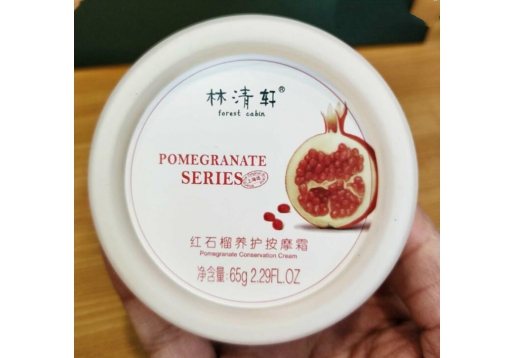 林清轩®
forest cabin
POMEGRANATE
SERIES
红石榴养护按摩霜
Pomegranate Conservation Cream
净含量:65g 2.29FL.OZ